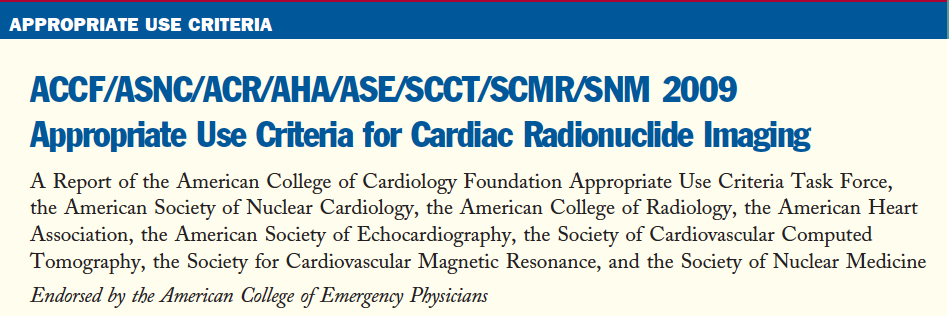 APPROPRIATE USE CRITERIA
ACCF/ASNC/ACR/AHA/ASE/SCCT/SCMR/SNM 2009
Appropriate Use Criteria for Cardiac Radionuclide Imaging
A Report of the American College of Cardiology Foundation Appropriate Use Criteria Task Force,
the American Society of Nuclear Cardiology, the American College of Radiology, the American Heart
Association, the American Society of Echocardiography, the Society of Cardiovascular Computed
Tomography, the Society for Cardiovascular Magnetic Resonance, and the Society of Nuclear Medicine
Endorsed by the American College of Emergency Physicians